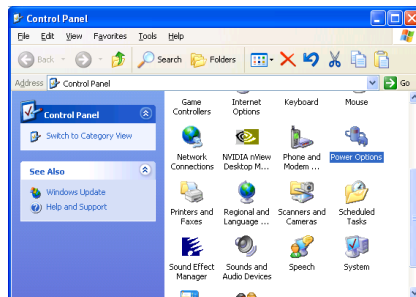 Control Panel
File Edit View Favorites Tools Help
Back Search Folders
Address Control Panel Go
Control Panel
Switch to Category View
See Also
Windows Update
Help and Support
Game Controllers
Internet Options
Keyboard
Mouse
Network Connections
NVIDIA nView Desktop M...
Phone and Modem ...
Power Options
Printers and Faxes
Regional and Language ...
Scanners and Cameras
Scheduled Tasks
Sound Effect Manager
Sounds and Audio Devices
Speech
System